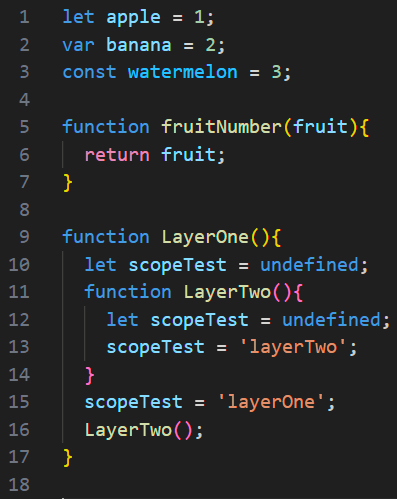 1 let apple = 1;
2 var banana = 2;
3 const watermelon = 3;
4
5 function fruitNumber(fruit){
6   return fruit;
7 }
8
9 function LayerOne(){
10   let scopeTest = undefined;
11   function LayerTwo(){
12     let scopeTest = undefined;
13     scopeTest = 'layerTwo';
14   }
15   scopeTest = 'layerOne';
16   LayerTwo();
17 }
18